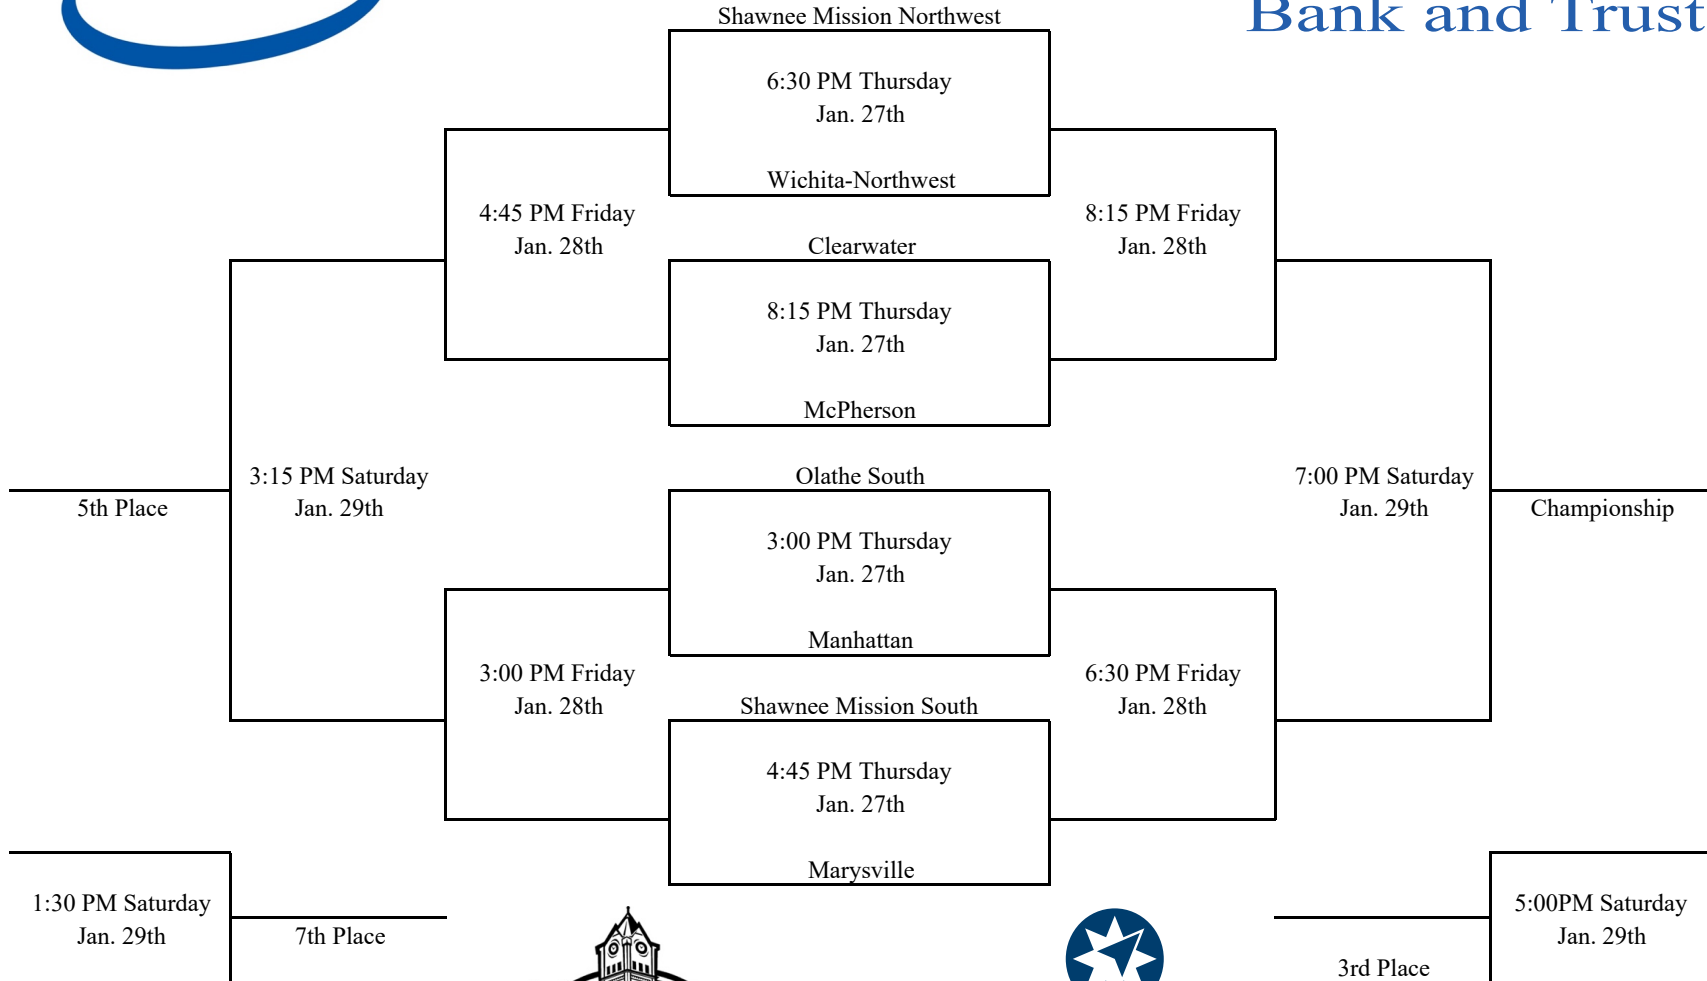 Bank and Trust
Shawnee Mission Northwest
6:30 PM Thursday
Jan. 27th
Wichita-Northwest
4:45 PM Friday
Jan. 28th
8:15 PM Friday
Jan. 28th
Clearwater
8:15 PM Thursday
Jan. 27th
McPherson
3:15 PM Saturday
Jan. 29th
5th Place
Olathe South
7:00 PM Saturday
Jan. 29th
Championship
3:00 PM Thursday
Jan. 27th
Manhattan
3:00 PM Friday
Jan. 28th
6:30 PM Friday
Jan. 28th
Shawnee Mission South
4:45 PM Thursday
Jan. 27th
Marysville
1:30 PM Saturday
Jan. 29th
7th Place
5:00PM Saturday
Jan. 29th
3rd Place